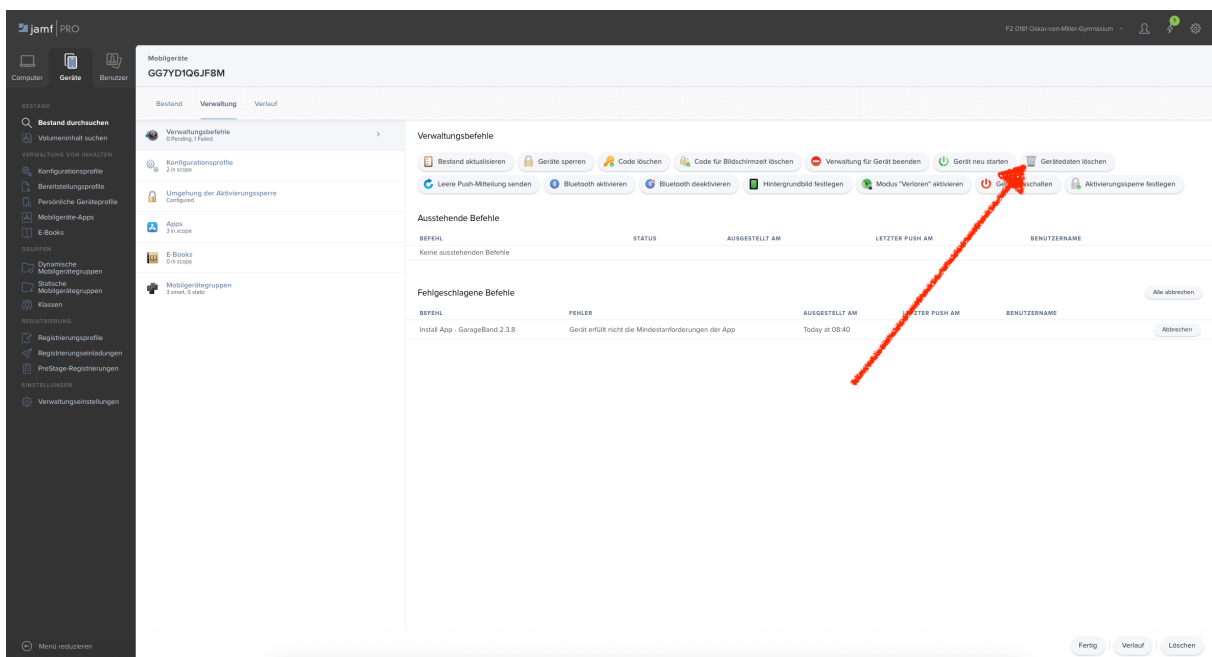 jamf PRO
F2 0181 Oskar-von-Miller-Gymnasium
1
Computer
Geräte
Benutzer
BESTAND
Bestand durchsuchen
Volumeninhalt suchen
VERWALTUNG VON INHALTEN
Konfigurationsprofile
Bereitstellungsprofile
Persönliche Geräteprofile
Mobilgeräte-Apps
E-Books
GRUPPEN
Dynamische
Mobilgerätegruppen
Statische
Mobilgerätegruppen
Klassen
REGISTRIERUNG
Registrierungsprofile
Registrierungseinladungen
PreStage-Registrierungen
EINSTELLUNGEN
Verwaltungseinstellungen
Menü reduzieren
Mobilgeräte
GG7YD1Q6JF8M
Bestand Verwaltung Verlauf
Verwaltungsbefehle
0 Pending, 1 Failed
Konfigurationsprofile
2 in scope
Umgehung der Aktivierungssperre
Configured
Apps
3 in scope
E-Books
0 in scope
Mobilgerätegruppen
3 smart, 0 static
Verwaltungsbefehle
Bestand aktualisieren Geräte sperren Code löschen Code für Bildschirmzeit löschen Verwaltung für Gerät beenden Gerät neu starten Gerätedaten löschen
Leere Push-Mitteilung senden Bluetooth aktivieren Bluetooth deaktivieren Hintergrundbild festlegen Modus "Verloren" aktivieren Aktivierungssperre festlegen
Ausstehende Befehle
BEFEHL STATUS AUSGESTELLT AM LETZTER PUSH AM BENUTZERNAME
Keine ausstehenden Befehle
Fehlgeschlagene Befehle
Alle abbrechen
BEFEHL FEHLER AUSGESTELLT AM LETZTER PUSH AM BENUTZERNAME
Install App - GarageBand 2.3.8 Gerät erfüllt nicht die Mindestanforderungen der App Today at 08:40 Abbrechen
Fertig Verlauf Löschen